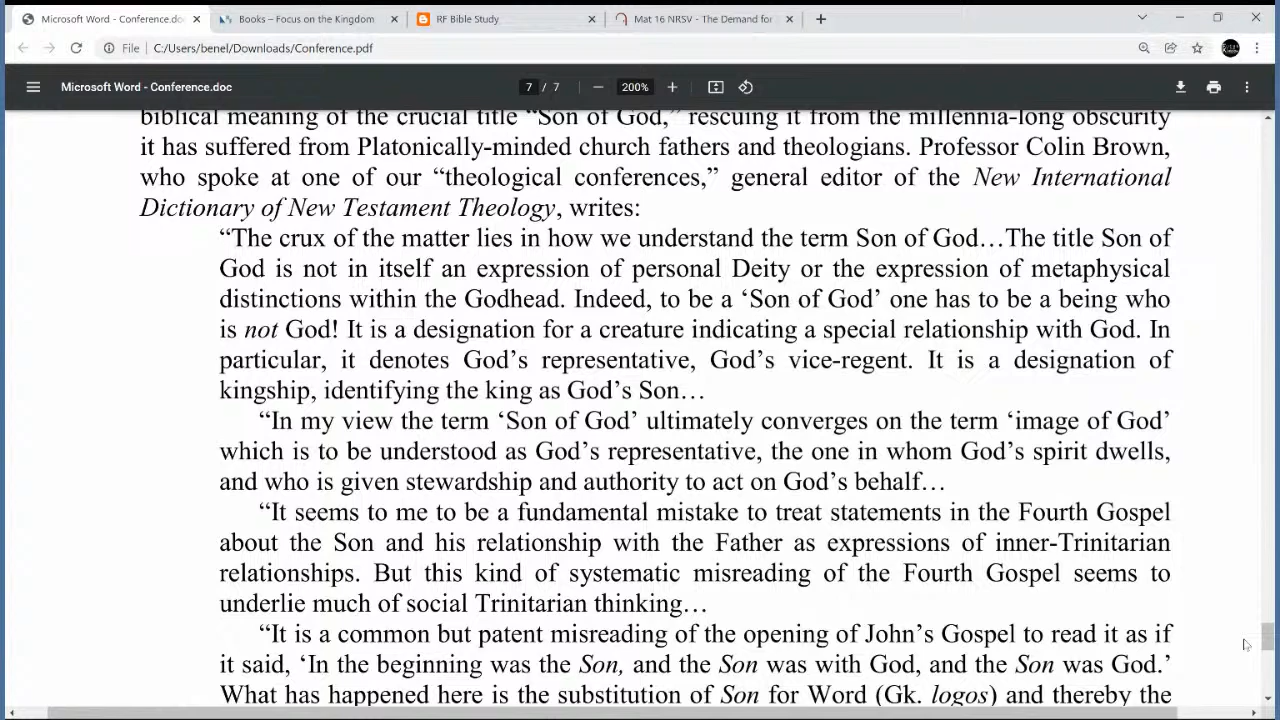 Microsoft Word - Conference.do
Books – Focus on the Kingdom
RF Bible Study
Mat 16 NRSV - The Demand for
File
C:/Users/benel/Downloads/Conference.pdf
Microsoft Word - Conference.doc
7 / 7
200%
biblical meaning of the crucial title “Son of God,” rescuing it from the millennia-long obscurity
it has suffered from Platonically-minded church fathers and theologians. Professor Colin Brown,
who spoke at one of our “theological conferences,” general editor of the New International
Dictionary of New Testament Theology, writes:
“The crux of the matter lies in how we understand the term Son of God…The title Son of
God is not in itself an expression of personal Deity or the expression of metaphysical
distinctions within the Godhead. Indeed, to be a ‘Son of God’ one has to be a being who
is not God! It is a designation for a creature indicating a special relationship with God. In
particular, it denotes God’s representative, God’s vice-regent. It is a designation of
kingship, identifying the king as God’s Son…
“In my view the term ‘Son of God’ ultimately converges on the term ‘image of God’
which is to be understood as God’s representative, the one in whom God’s spirit dwells,
and who is given stewardship and authority to act on God’s behalf…
“It seems to me to be a fundamental mistake to treat statements in the Fourth Gospel
about the Son and his relationship with the Father as expressions of inner-Trinitarian
relationships. But this kind of systematic misreading of the Fourth Gospel seems to
underlie much of social Trinitarian thinking…
“It is a common but patent misreading of the opening of John’s Gospel to read it as if
it said, ‘In the beginning was the Son, and the Son was with God, and the Son was God.’
What has happened here is the substitution of Son for Word (Gk. logos) and thereby the